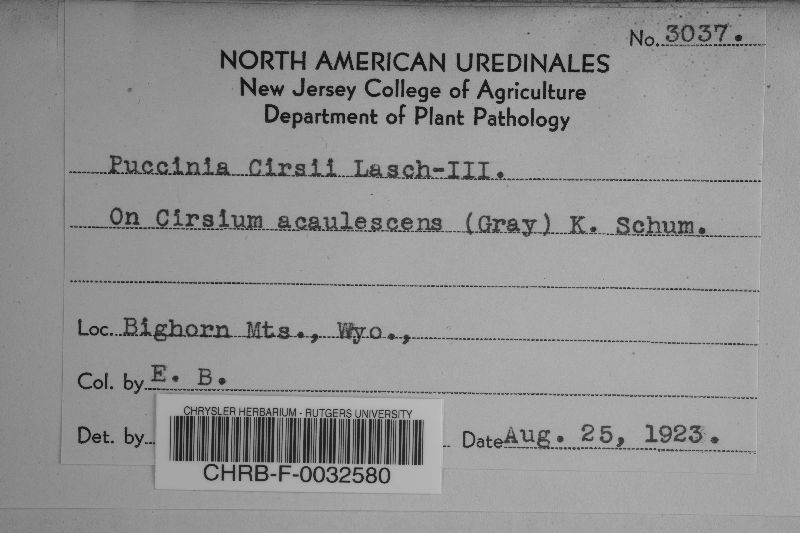 No. 3037.
NORTH AMERICAN UREDINALES
New Jersey College of Agriculture
Department of Plant Pathology
Puccinia Cirsii Lasch-III.
On Cirsium acaulescens (Gray) K. Schum.
Loc. Bighorn Mts., Wyo.,
Col. by E. B.
Det. by
Date Aug. 25, 1923.
CHRYSLER HERBARIUM - RUTGERS UNIVERSITY
CHRB-F-0032580